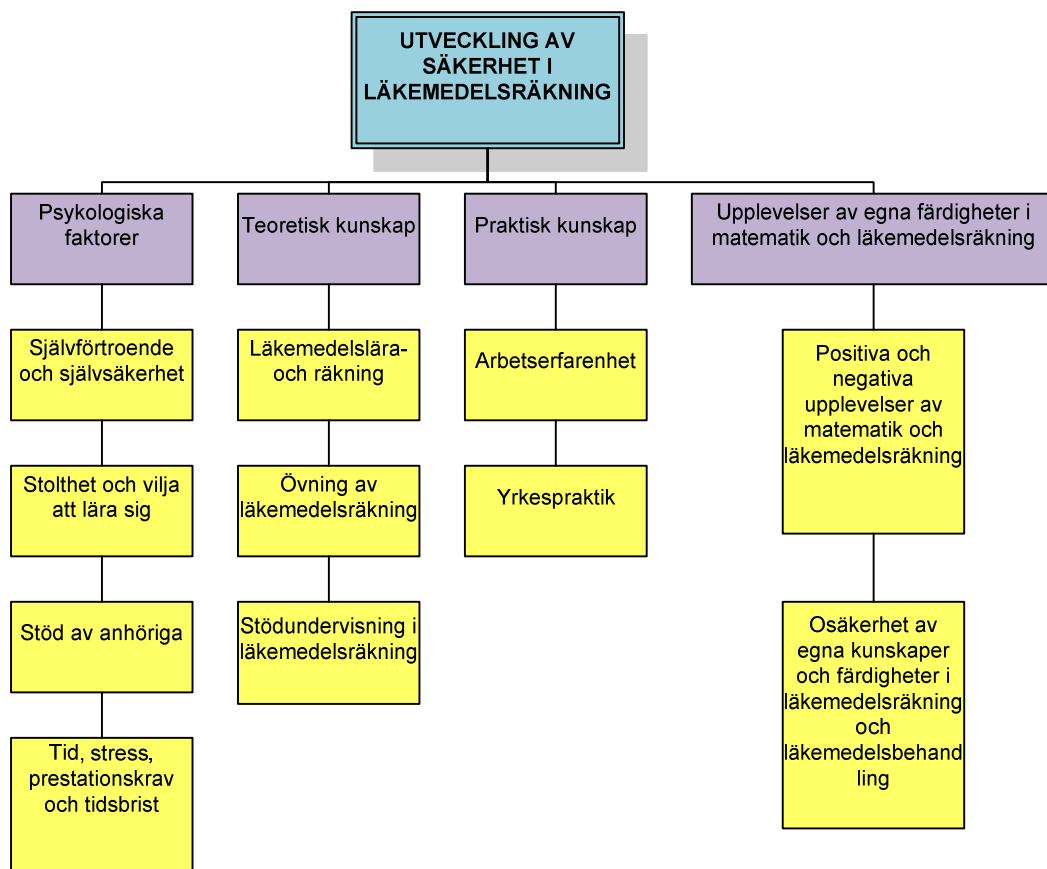 UTVECKLING AV
SÄKERHET I
LÄKEMEDELSRÄKNING
Psykologiska
faktorer
Teoretisk kunskap
Praktisk kunskap
Upplevelser av egna färdigheter i
matematik och läkemedelsräkning
Självförtroende
och självsäkerhet
Läkemedelslära-
och räkning
Arbetserfarenhet
Positiva och
negativa
upplevelser av
matematik och
läkemedelsräkning
Stolthet och vilja
att lära sig
Övning av
läkemedelsräkning
Yrkespraktik
Stöd av anhöriga
Stödundervisning i
läkemedelsräkning
Osäkerhet av
egna kunskaper
och färdigheter i
läkemedelsräkning
och
läkemedelsbehand
ling
Tid, stress,
prestationskrav
och tidsbrist